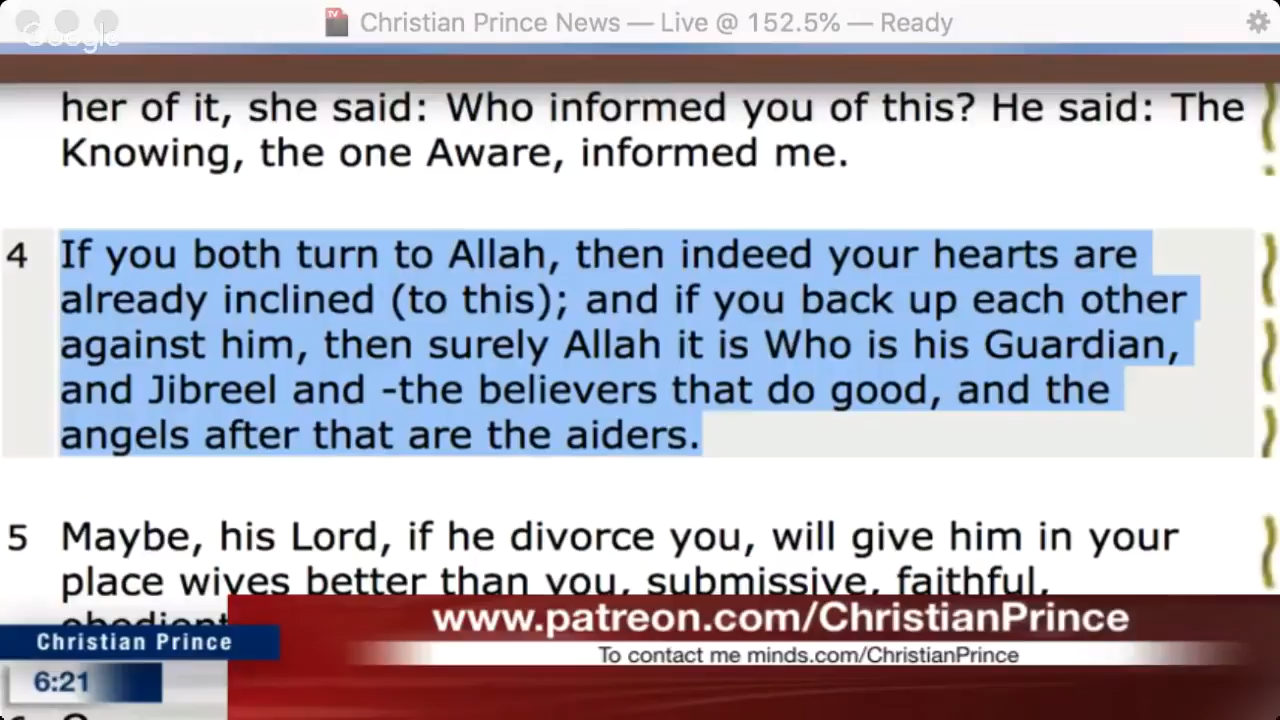 Christian Prince News — Live @ 152.5% — Ready
Google
her of it, she said: Who informed you of this? He said: The
Knowing, the one Aware, informed me.
4 If you both turn to Allah, then indeed your hearts are
already inclined (to this); and if you back up each other
against him, then surely Allah it is Who is his Guardian,
and Jibreel and -the believers that do good, and the
angels after that are the aiders.
5 Maybe, his Lord, if he divorce you, will give him in your
place wives better than you, submissive, faithful,
obedient
www.patreon.com/ChristianPrince
Christian Prince
To contact me minds.com/ChristianPrince
6:21